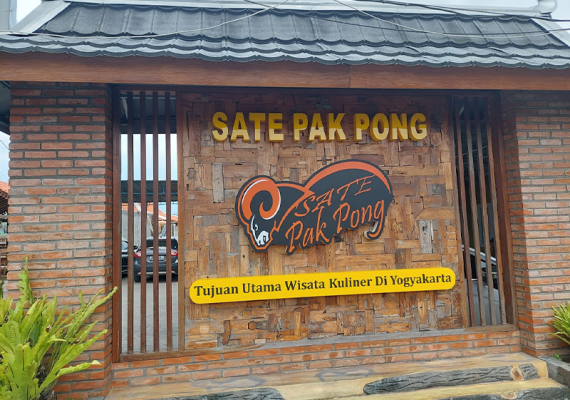 SATE PAK PONG
SATE
Pak Pong
Tujuan Utama Wisata Kuliner Di Yogyakarta